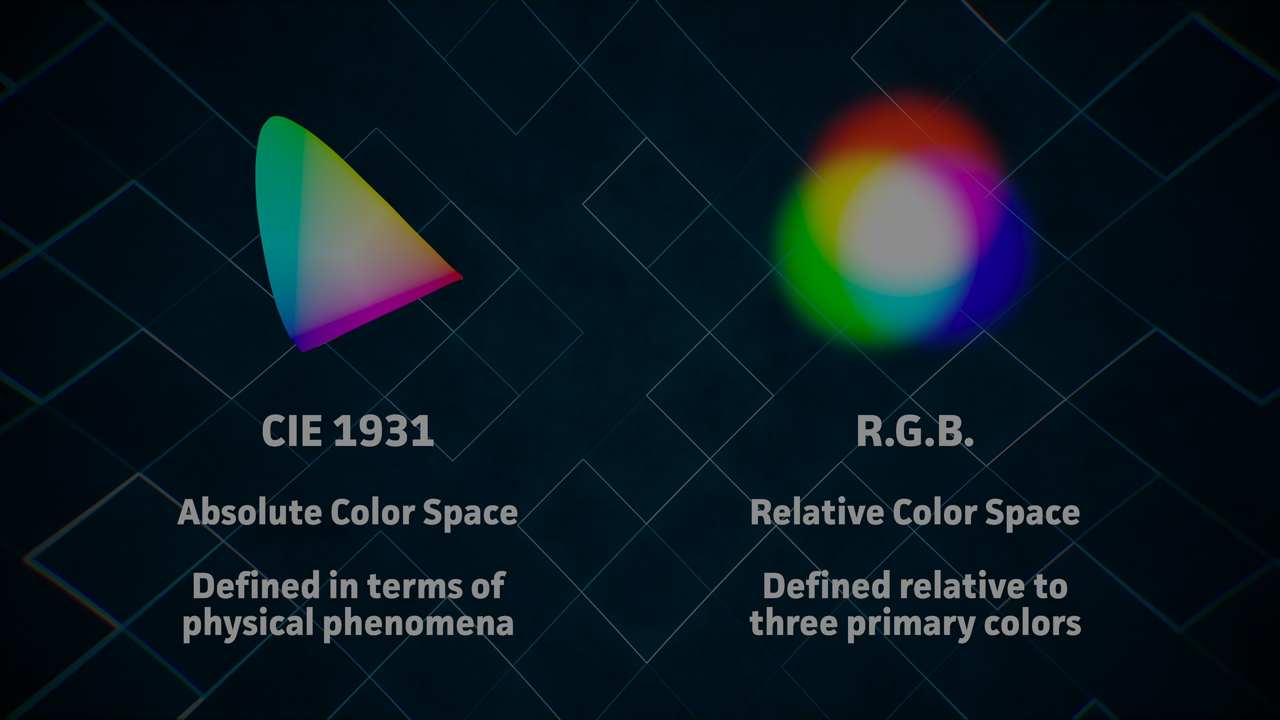 CIE 1931
Absolute Color Space
Defined in terms of
physical phenomena
R.G.B.
Relative Color Space
Defined relative to
three primary colors